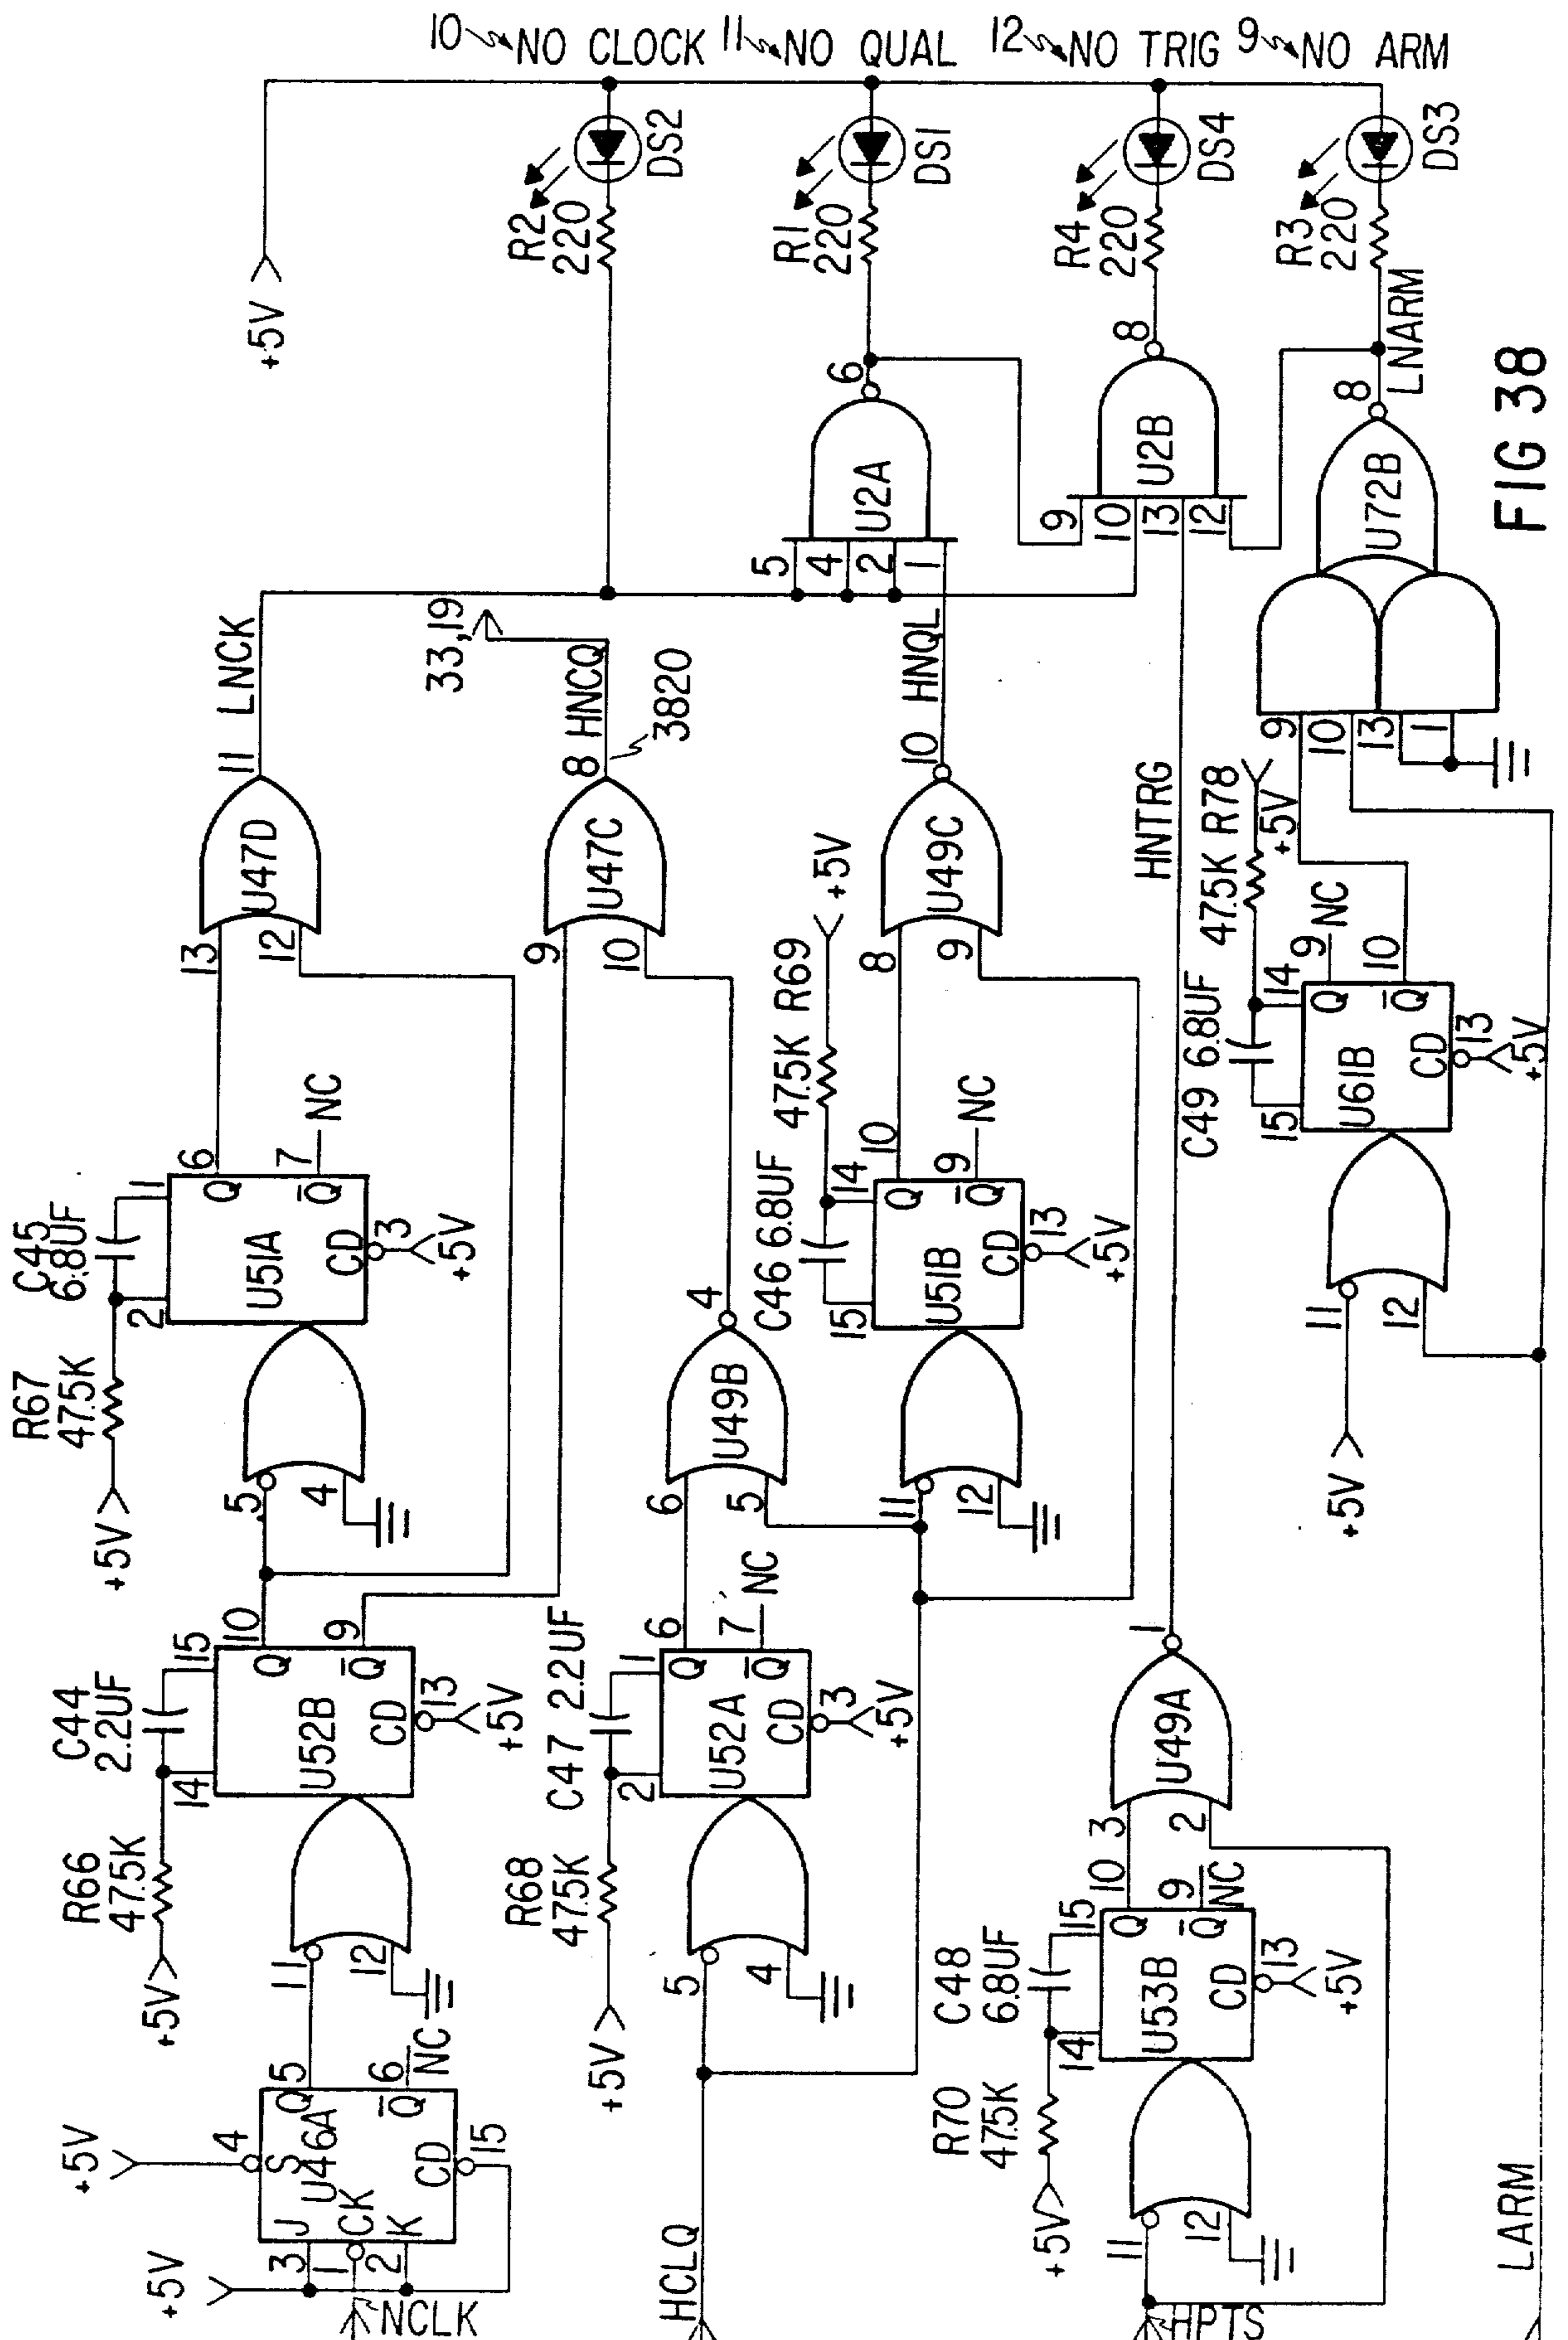 10 NO CLOCK 11 NO QUAL 12 NO TRIG 9 NO ARM
+5V
R2
220
DS2
R1
220
DS1
R4
220
DS4
R3
220
DS3
LNCK
11
33,19
8 HNCQ
3820
HNQL
10
HNTRG
LNARM
5
4
2
1
U2A
6
9
10
13
12
U2B
8
9
10
13
1
U72B
8
FIG 38
13
12
U47D
9
10
U47C
8
9
U49C
+5V
47.5K R69
C46 6.8UF
14
15
Q
Q
10
9
NC
U51B
CD
13
+5V
11
12
47.5K R78
+5V
C49 6.8UF
14
15
Q
Q
9
NC
10
U61B
CD
13
+5V
11
12
+5V
C45
6.8UF
R67
47.5K
+5V
1
2
Q
Q
6
7
NC
U51A
CD
3
+5V
5
4
6
5
U49B
4
C44
2.2UF
R66
47.5K
+5V
15
14
Q
Q
10
9
U52B
CD
13
+5V
11
12
C47 2.2UF
R68
47.5K
+5V
1
2
Q
Q
6
7
NC
U52A
CD
3
+5V
5
4
3
2
U49A
1
C48
6.8UF
R70
47.5K
+5V
15
14
Q
Q
10
9
NC
U53B
CD
13
+5V
11
12
+5V
4
S
U46A
J
CK
K
Q
Q
CD
5
6
NC
15
3
1
2
+5V
NCLK
HCLQ
HPTS
LARM